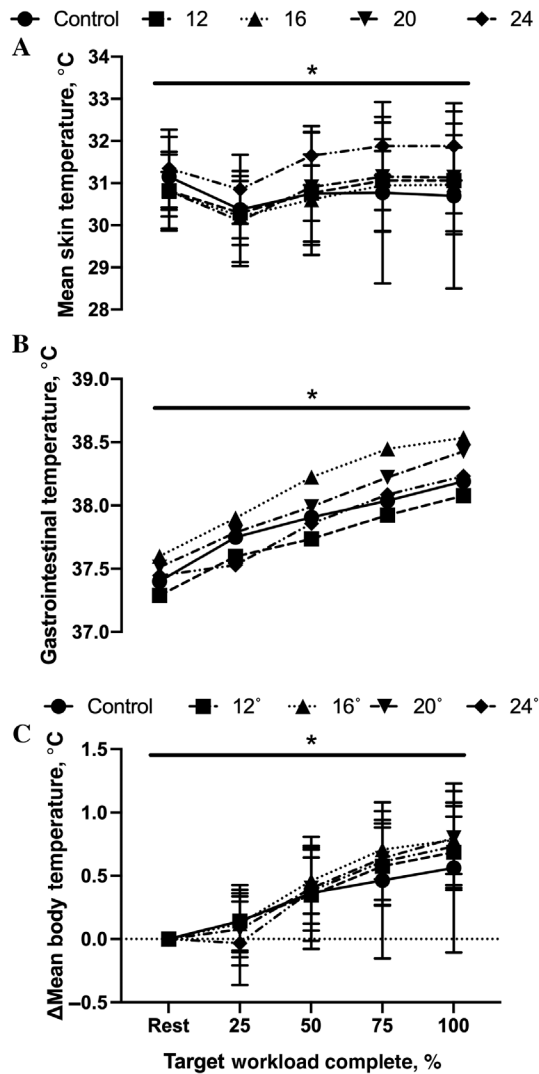 Control 12 16 20 24
A
*
Mean skin temperature, °C
34
33
32
31
30
29
28
B
*
Gastrointestinal temperature, °C
39.0
38.5
38.0
37.5
37.0
Control 12° 16° 20° 24°
C
*
ΔMean body temperature, °C
1.5
1.0
0.5
0.0
−0.5
Rest 25 50 75 100
Target workload complete, %